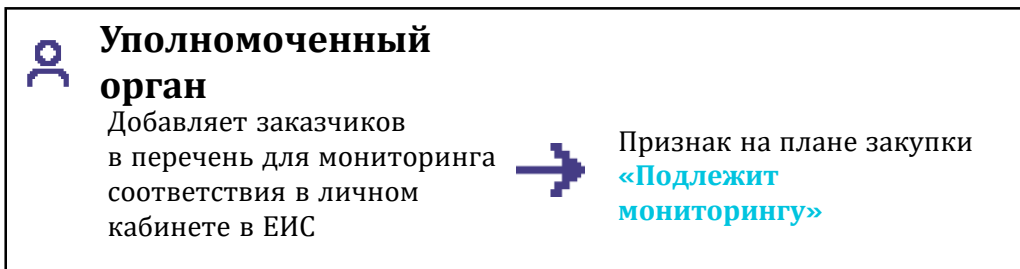 Уполномоченный
орган
Добавляет заказчиков
в перечень для мониторинга
соответствия в личном
кабинете в ЕИС
Признак на плане закупки
«Подлежит
мониторингу»